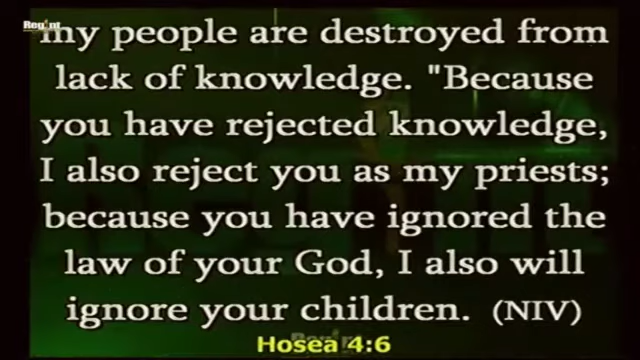 Regent
my people are destroyed from
lack of knowledge. "Because
you have rejected knowledge,
I also reject you as my priests;
because you have ignored the
law of your God, I also will
ignore your children. (NIV)
Hosea 4:6